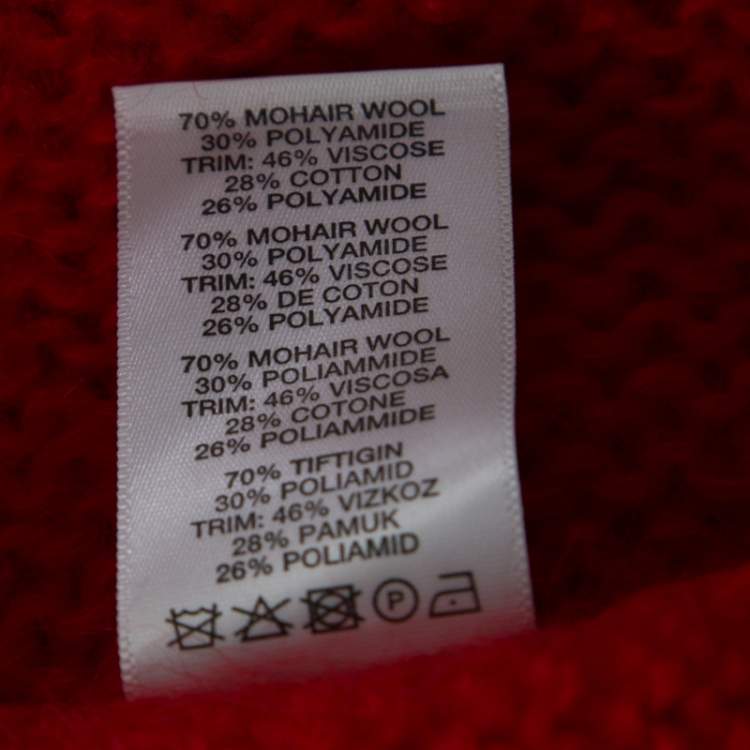 70% MOHAIR WOOL
30% POLYAMIDE
TRIM: 46% VISCOSE
28% COTTON
26% POLYAMIDE
70% MOHAIR WOOL
30% POLYAMIDE
TRIM: 46% VISCOSE
28% DE COTON
26% POLYAMIDE
70% MOHAIR WOOL
30% POLIAMMIDE
TRIM: 46% VISCOSA
28% COTONE
26% POLIAMMIDE
70% TIFTIGIN
30% POLIAMID
TRIM: 46% VIZKOZ
28% PAMUK
26% POLIAMID
P